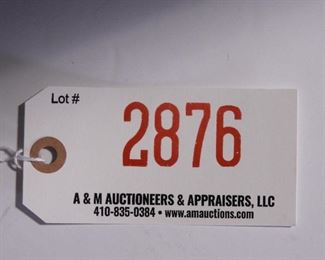 Lot #
2876
A & M AUCTIONEERS & APPRAISERS, LLC
410-835-0384 • www.amauctions.com